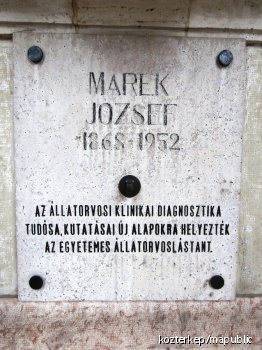 MAREK
JÓZSEF
1868-1952
AZ ÁLLATORVOSI KLINIKAI DIAGNOSZTIKA
TUDÓSA, KUTATÁSAI ÚJ ALAPOKRA HELYEZTÉK
AZ EGYETEMES ÁLLATORVOSLÁSTANT.
kozterkep/mapublic